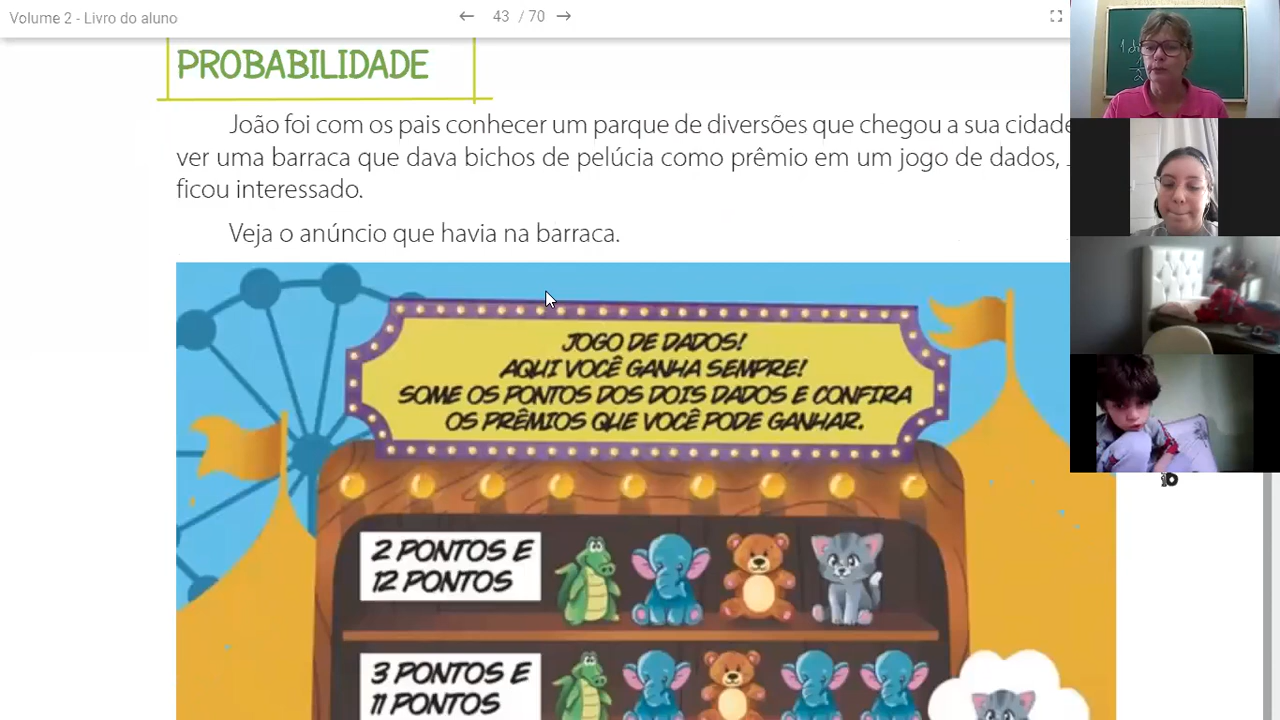 Volume 2 - Livro do aluno
43 / 70
PROBABILIDADE
João foi com os pais conhecer um parque de diversões que chegou a sua cidade
ver uma barraca que dava bichos de pelúcia como prêmio em um jogo de dados,
ficou interessado.
Veja o anúncio que havia na barraca.
JOGO DE DADOS!
AQUI VOCÊ GANHA SEMPRE!
SOME OS PONTOS DOS DOIS DADOS E CONFIRA
OS PRÊMIOS QUE VOCÊ PODE GANHAR.
2 PONTOS E
12 PONTOS
3 PONTOS E
11 PONTOS